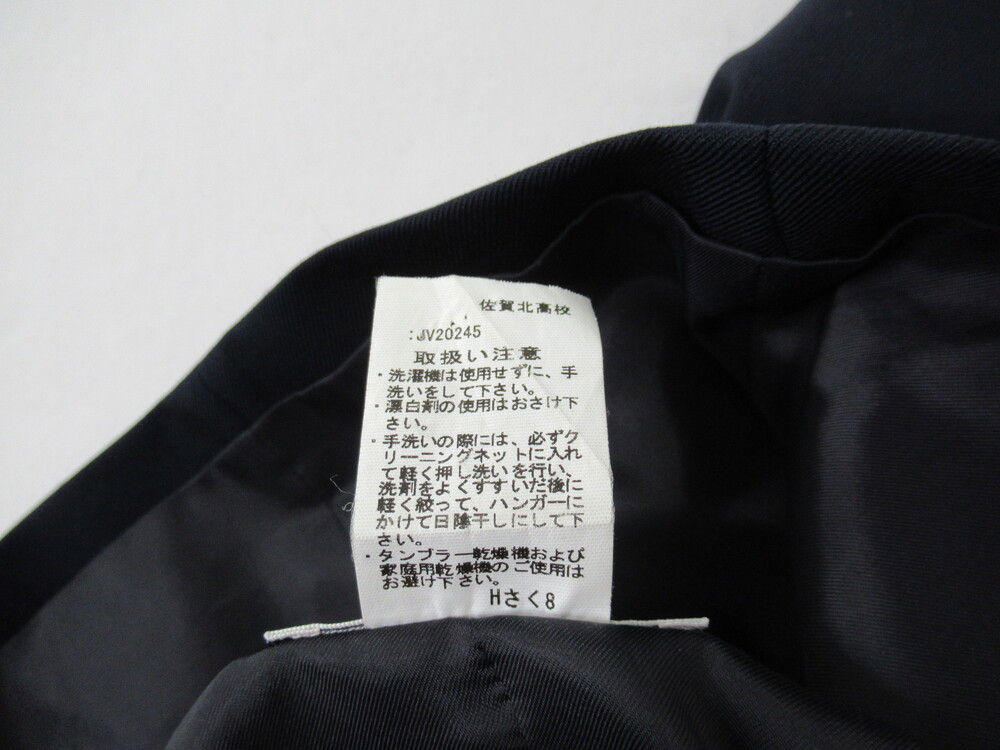 佐賀北高校
:JV20245
取扱い注意
・洗濯機は使用せずに、手
洗いをして下さい。
・漂白剤の使用はおさけ下
さい。
・手洗いの際には、必ずク
リーニングネットに入れ
て軽く押し洗いを行い、
洗剤をよくすすいだ後に
軽く絞って、ハンガーに
かけて日陰干しにして下
さい。
・タンブラー乾燥機および
家庭用乾燥機のご使用は
お避け下さい。
Hさく8